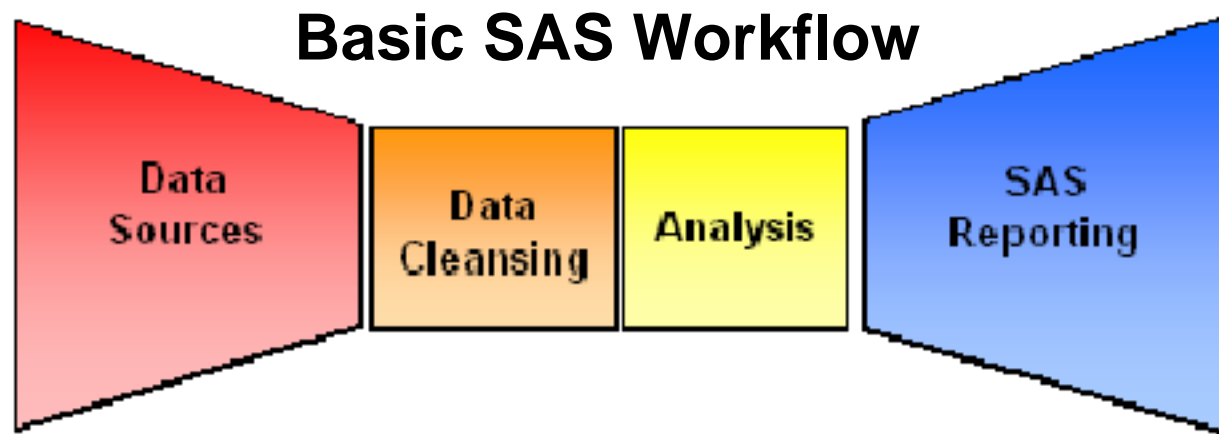 Basic SAS Workflow
Data
Sources
Data
Cleansing
Analysis
SAS
Reporting